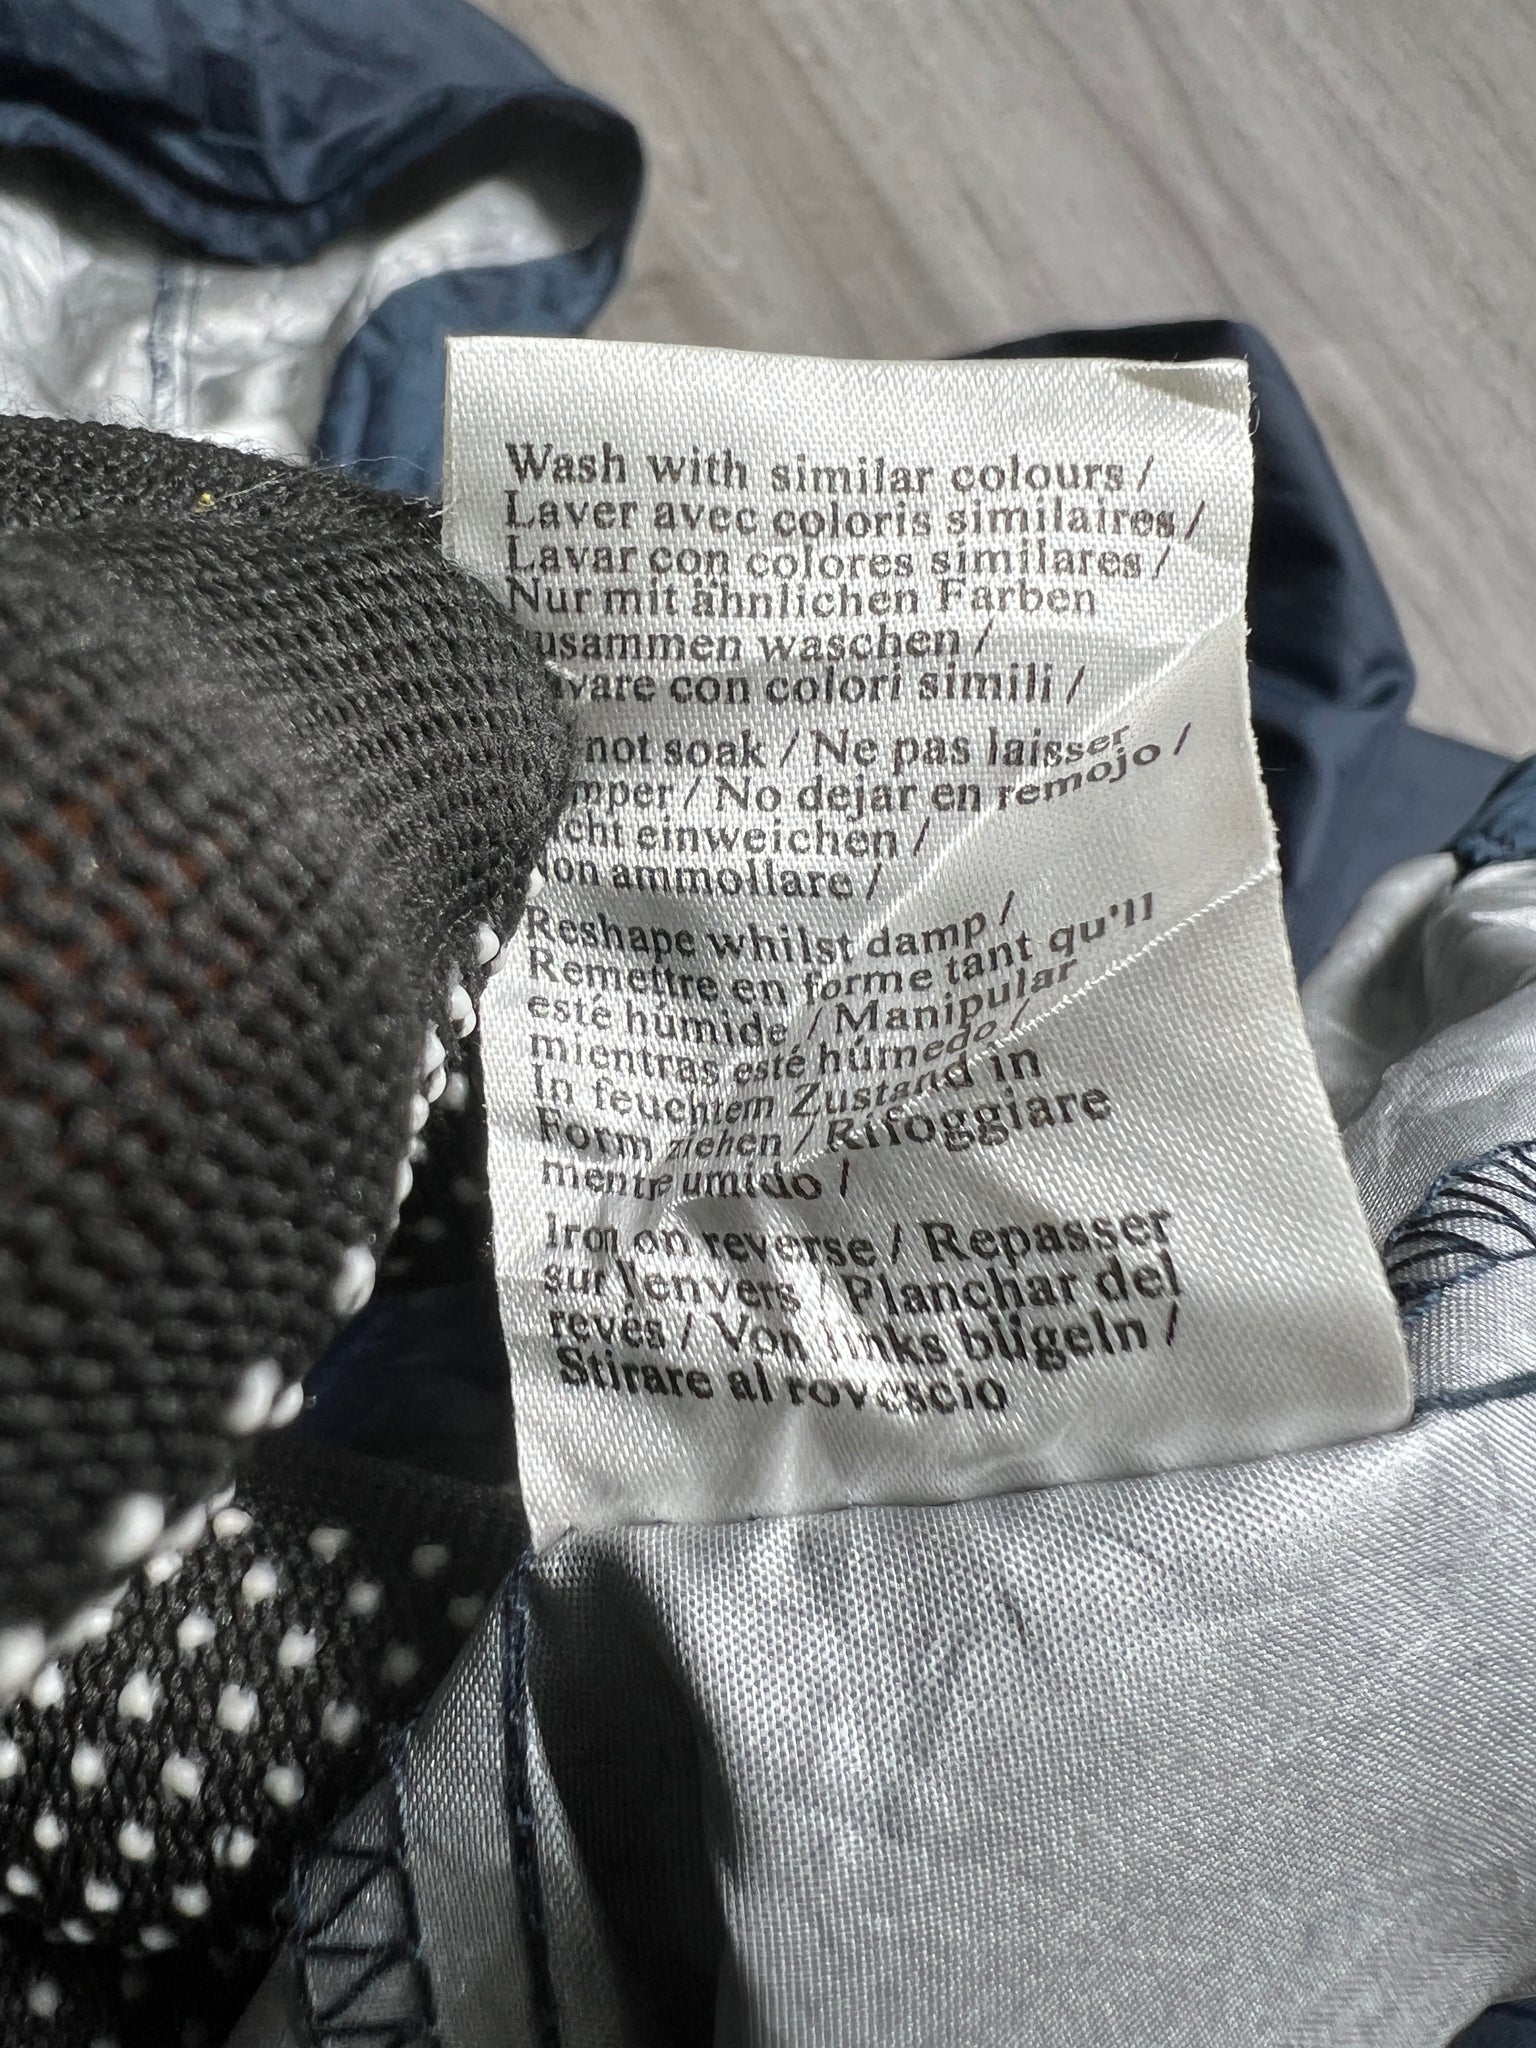 Wash with similar colours /
Laver avec coloris similaires /
Lavar con colores similares /
Nur mit ähnlichen Farben
usammen waschen /
vare con colori simili /
not soak / Ne pas laisser
mper / No dejar en remojo /
cht einweichen /
on ammollare /
Reshape whilst damp /
Remettre en forme tant qu'il
esté humide / Manipular
mientras esté húmedo /
In feuchtem Zustand in
Form ziehen / Rifoggiare
mentre umido /
Iron on reverse / Repasser
sur l'envers / Planchar del
revés / Von links bügeln /
Stirare al rovescio